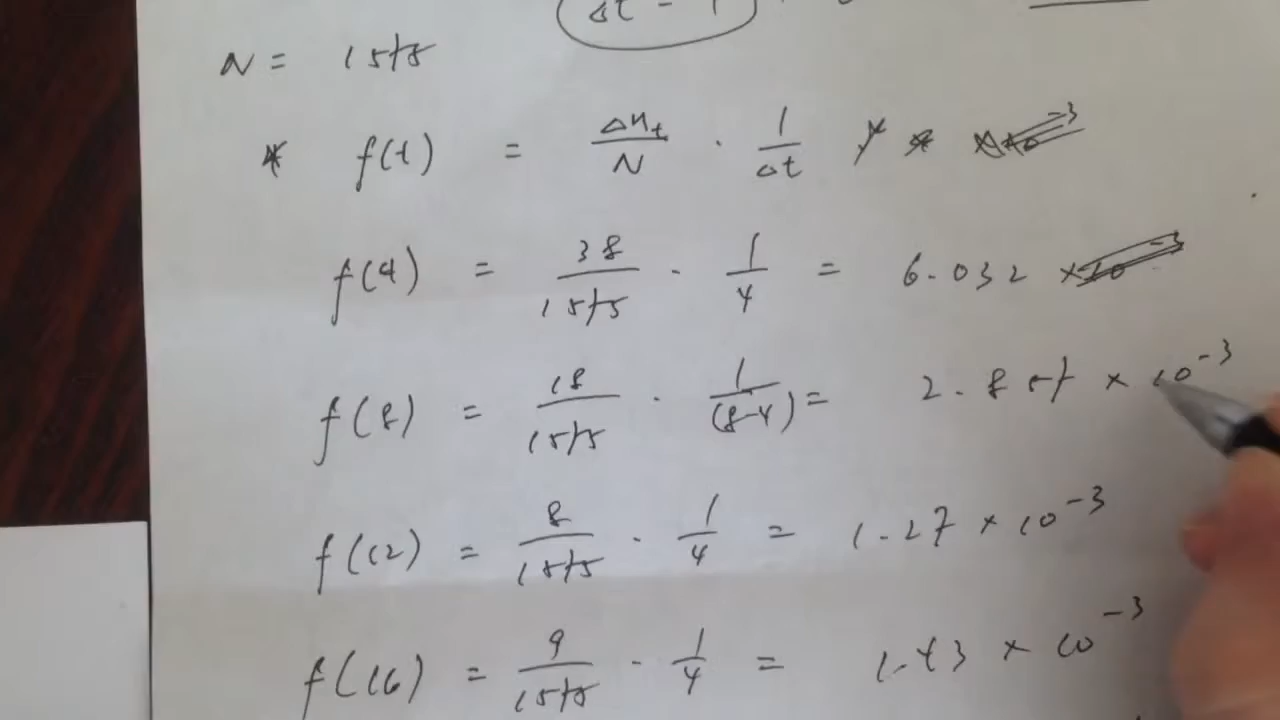 N = 1575
* f(t) = Δn_t/N · 1/Δt
f(4) = 38/1575 · 1/4 = 6.032 ×10^-3
f(8) = 18/1575 · 1/(8-4) = 2.857 × 10^-3
f(12) = 8/1575 · 1/4 = 1.27 × 10^-3
f(16) = 9/1575 · 1/4 = 1.43 × 10^-3